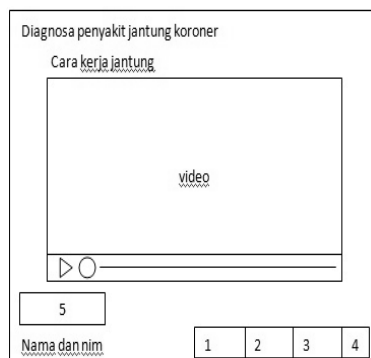 Diagnosa penyakit jantung koroner
Cara kerja jantung
video
5
Nama dan nim
1 2 3 4